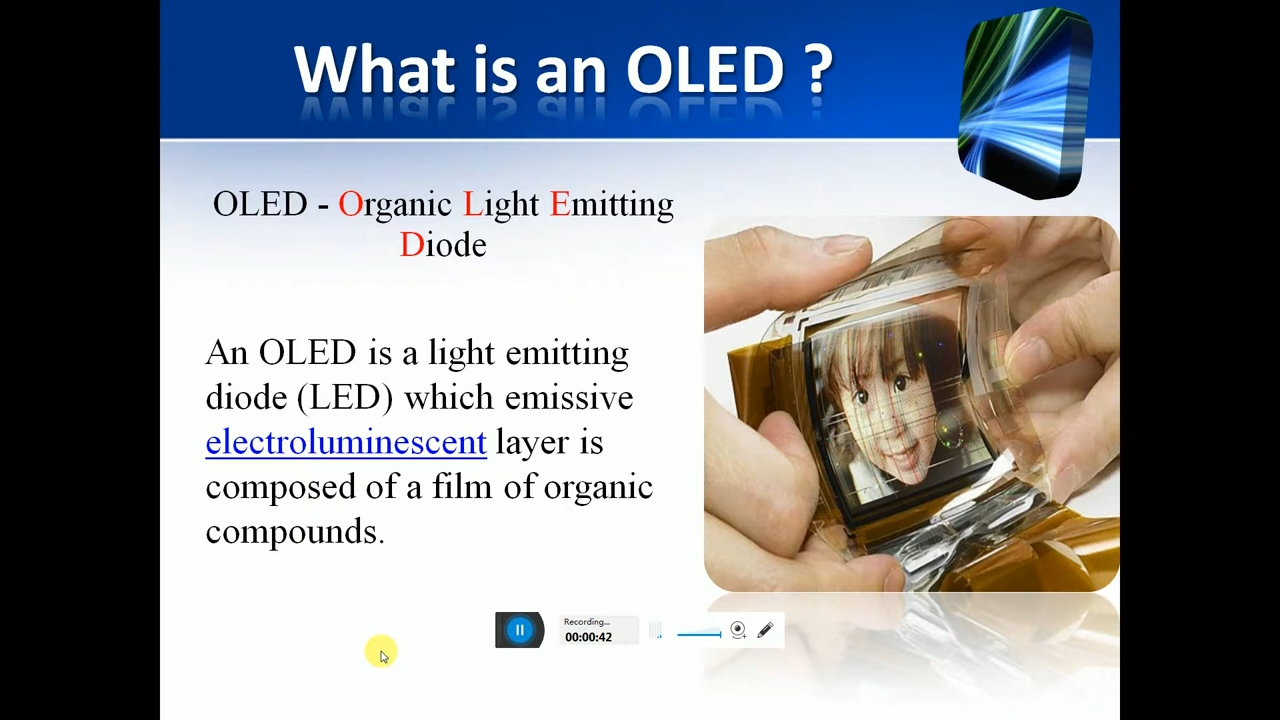 What is an OLED ?
OLED - Organic Light Emitting
Diode
An OLED is a light emitting
diode (LED) which emissive
electroluminescent layer is
composed of a film of organic
compounds.
Recording...
00:00:42